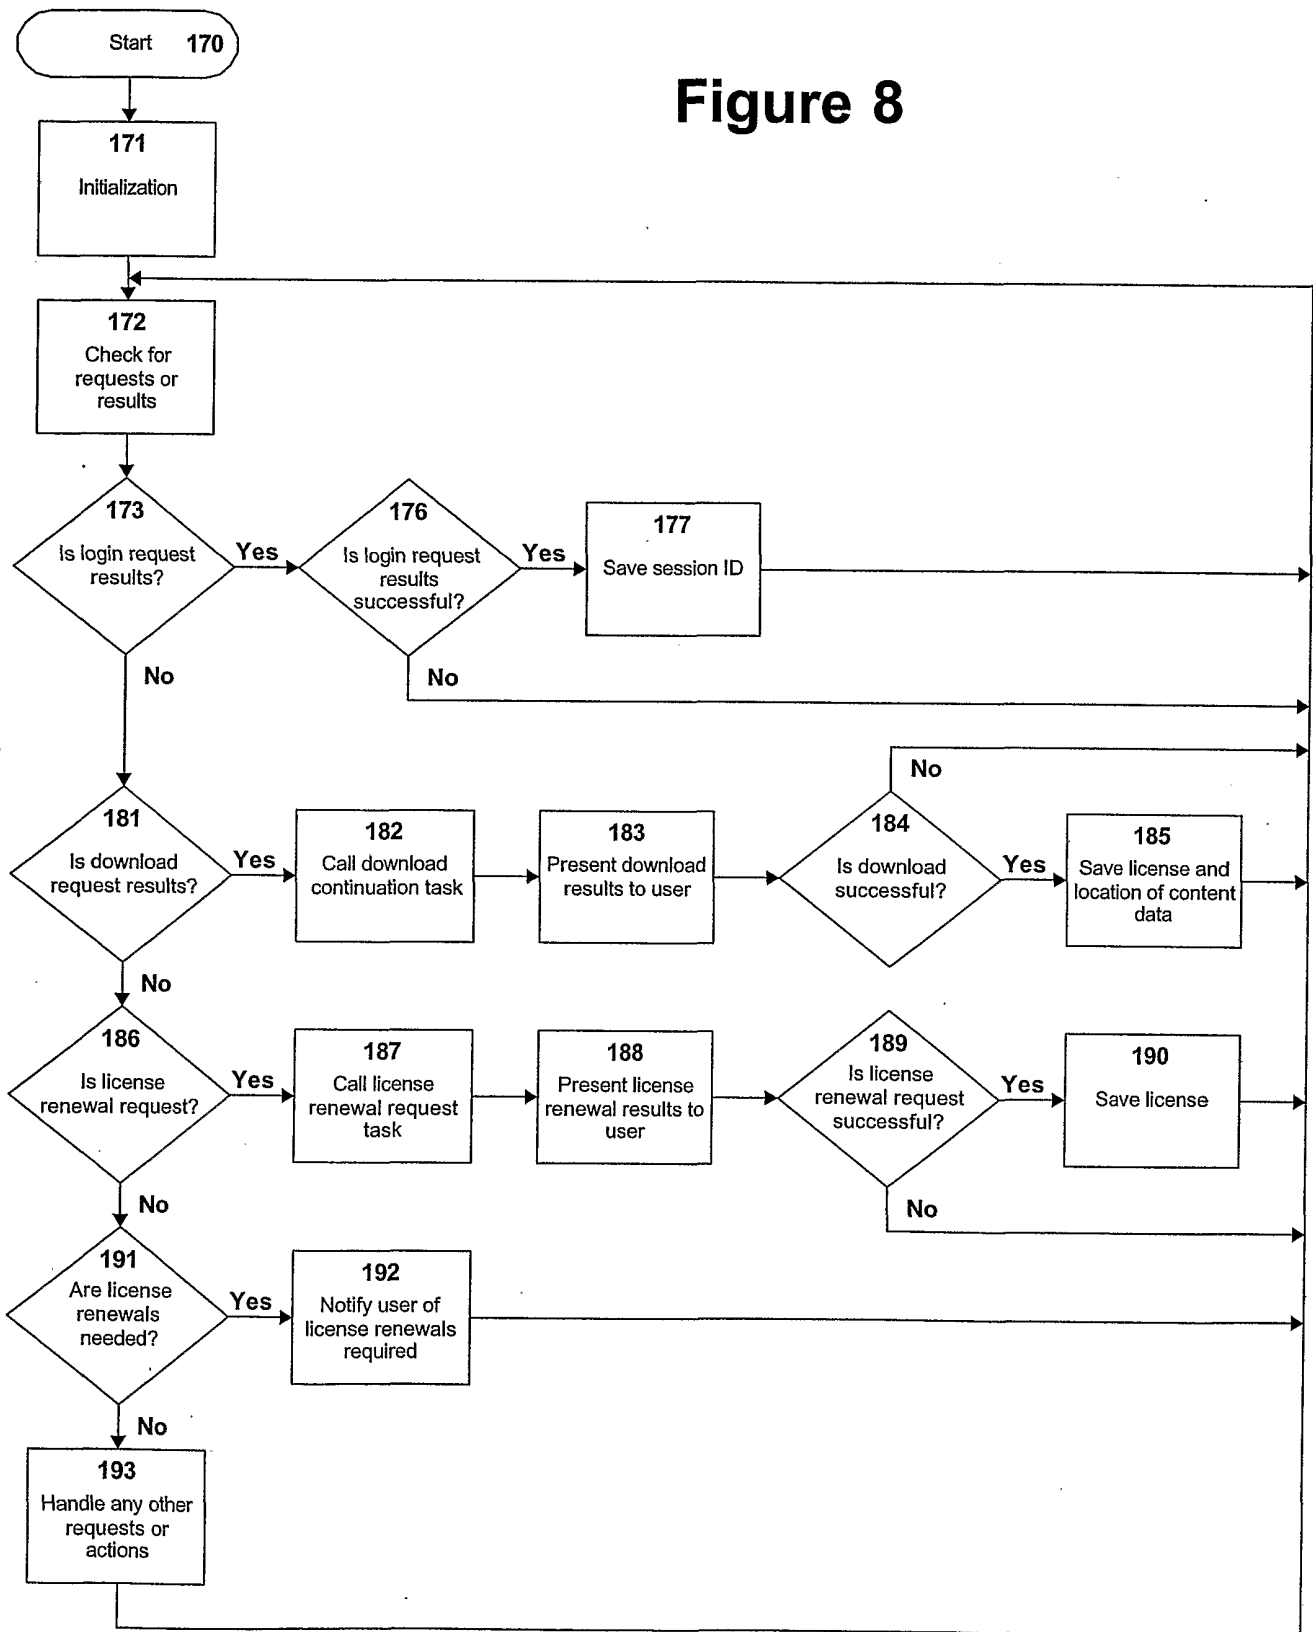 Start 170
Figure 8
171
Initialization
172
Check for
requests or
results
173
Is login request
results?
Yes
No
176
Is login request
results
successful?
Yes
No
177
Save session ID
181
Is download
request results?
Yes
No
182
Call download
continuation task
183
Present download
results to user
184
Is download
successful?
No
Yes
185
Save license and
location of content
data
186
Is license
renewal request?
Yes
No
187
Call license
renewal request
task
188
Present license
renewal results to
user
189
Is license
renewal request
successful?
Yes
No
190
Save license
191
Are license
renewals
needed?
Yes
No
192
Notify user of
license renewals
required
193
Handle any other
requests or
actions